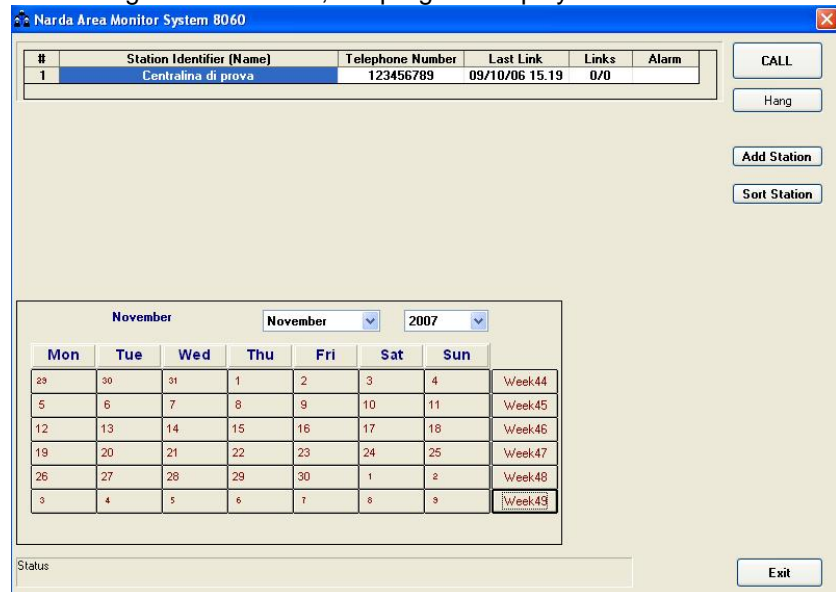 Narda Area Monitor System 8060
# Station Identifier (Name) Telephone Number Last Link Links Alarm
1 Centralina di prova 123456789 09/10/06 15.19 0/0
CALL
Hang
Add Station
Sort Station
November November 2007
Mon Tue Wed Thu Fri Sat Sun
29 30 31 1 2 3 4 Week44
5 6 7 8 9 10 11 Week45
12 13 14 15 16 17 18 Week46
19 20 21 22 23 24 25 Week47
26 27 28 29 30 1 2 Week48
3 4 5 6 7 8 9 Week49
Status
Exit